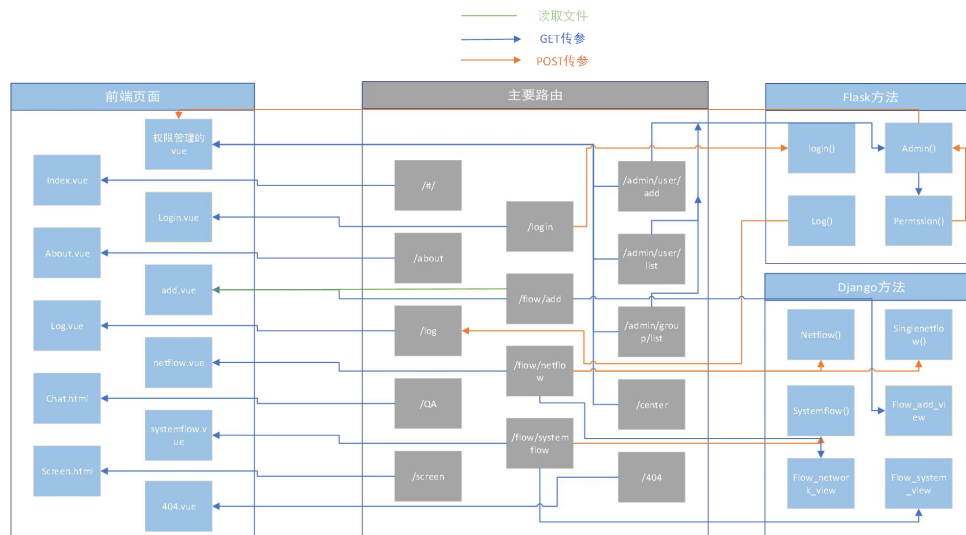 读取文件
GET传参
POST传参
前端页面
主要路由
Flask方法
权限管理的
vue
Index.vue
Login.vue
About.vue
add.vue
Log.vue
netflow.vue
Chat.html
systemflow.v
ue
Screen.html
404.vue
/#/
/login
/about
/flow/add
/log
/flow/netflo
w
/QA
/flow/system
flow
/screen
/admin/user/
add
/admin/user/
list
/admin/grou
p/list
/center
/404
login()
Admin()
Log()
Permssion()
Django方法
Netflow()
Singlenetflo
w()
Systemflow()
Flow_add_vi
ew
Flow_networ
k_view
Flow_system
_view